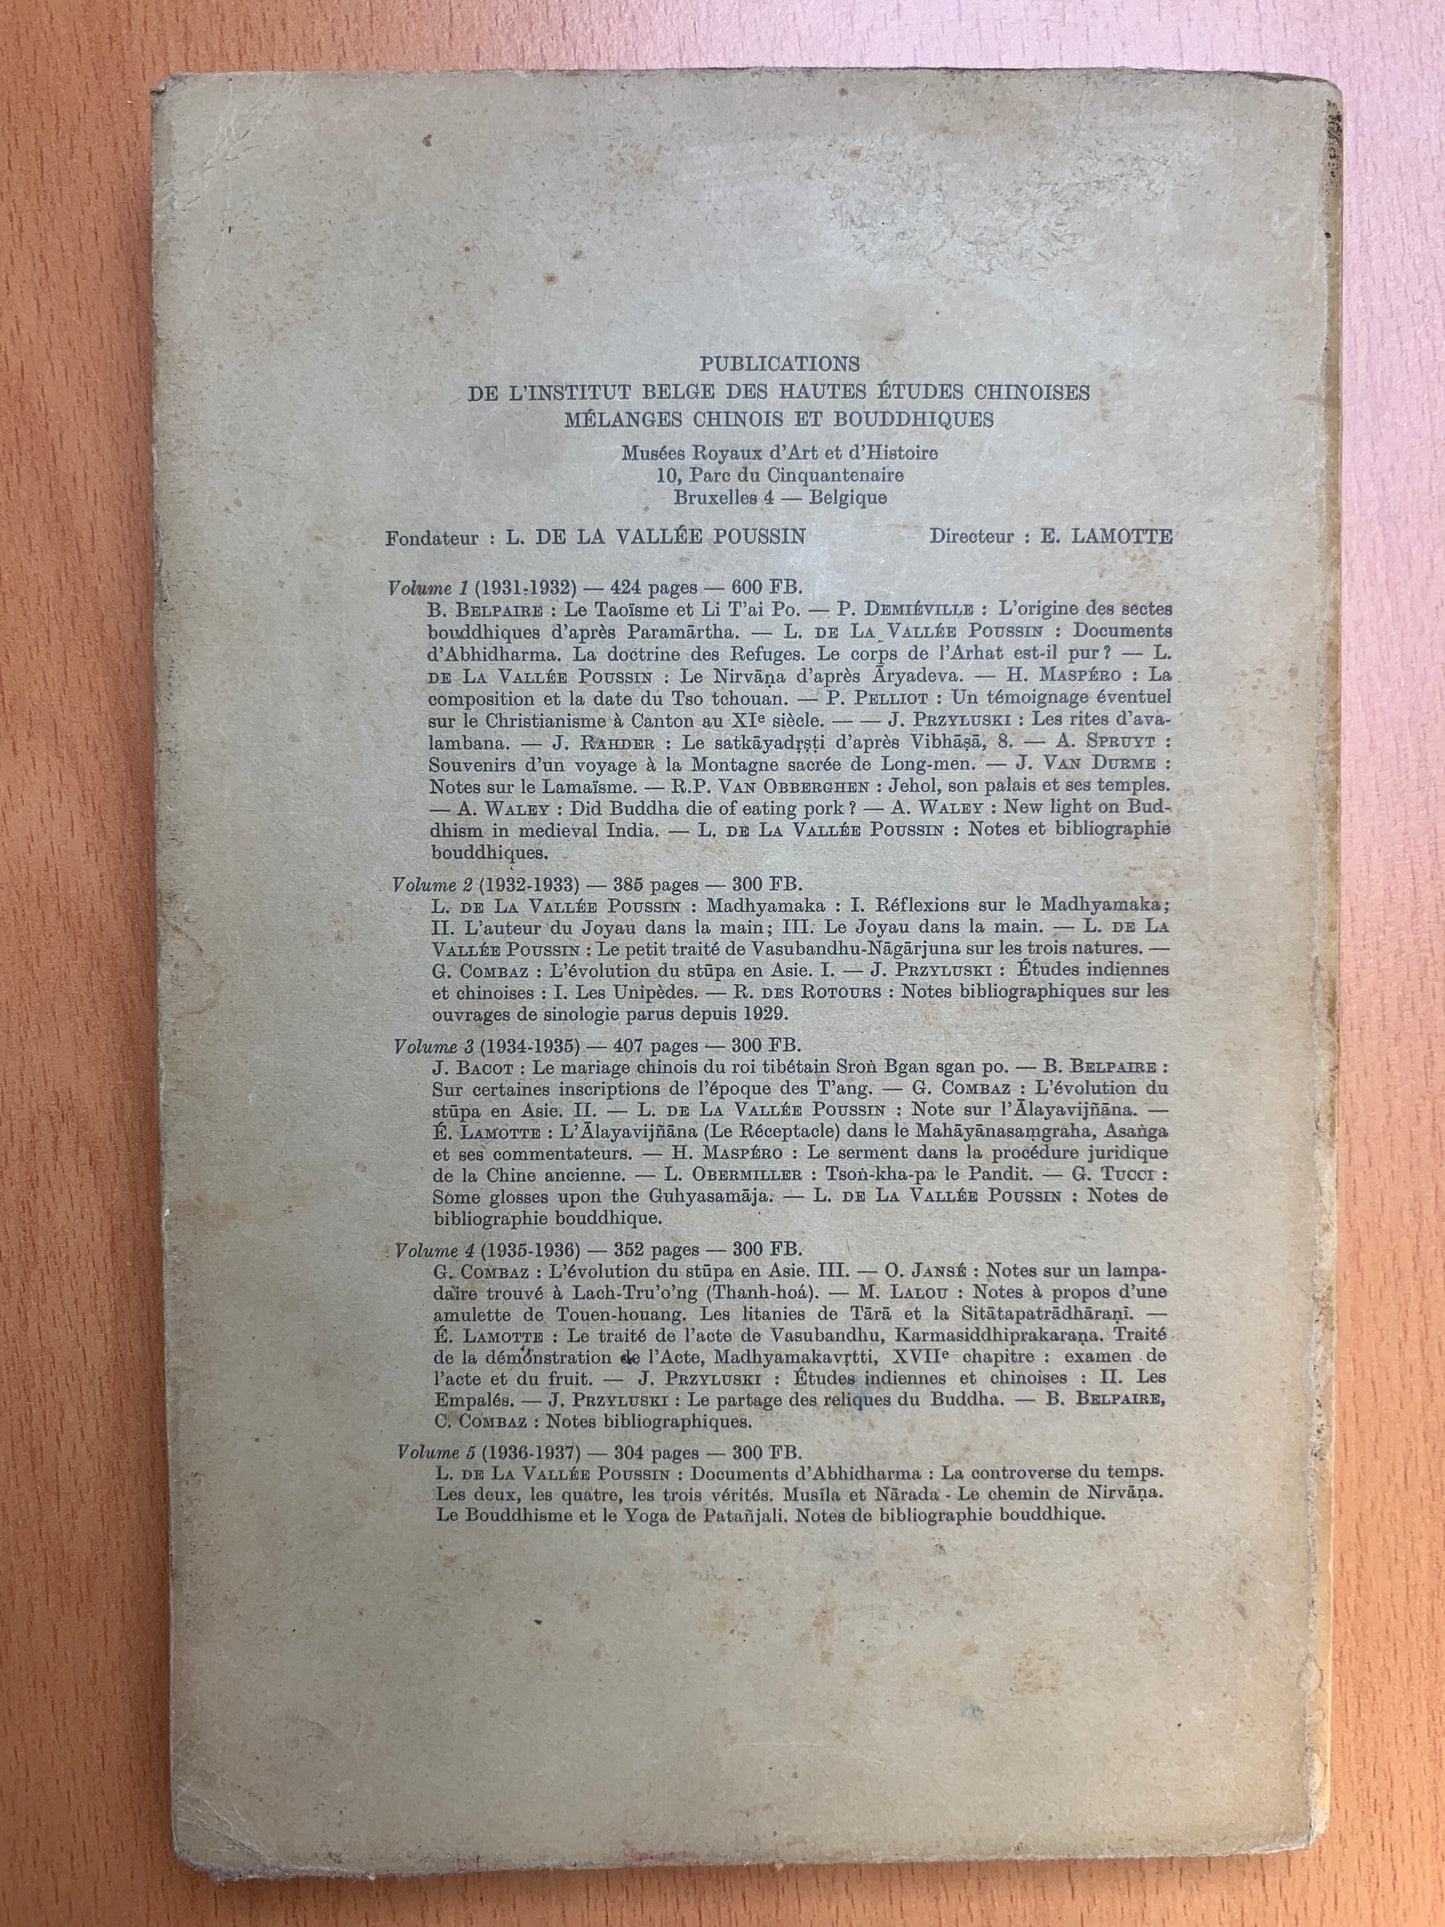 PUBLICATIONS
DE L'INSTITUT BELGE DES HAUTES ÉTUDES CHINOISES
MÉLANGES CHINOIS ET BOUDDHIQUES
Musées Royaux d'Art et d'Histoire
10, Parc du Cinquantenaire
Bruxelles 4 — Belgique
Fondateur : L. DE LA VALLÉE POUSSIN Directeur : E. LAMOTTE
Volume 1 (1931-1932) — 424 pages — 600 FB.
B. BELPAIRE : Le Taoïsme et Li T'ai Po. — P. DEMIÉVILLE : L'origine des sectes
bouddhiques d'après Paramārtha. — L. DE LA VALLÉE POUSSIN : Documents
d'Abhidharma. La doctrine des Refuges. Le corps de l'Arhat est-il pur ? — L.
DE LA VALLÉE POUSSIN : Le Nirvāṇa d'après Āryadeva. — H. MASPÉRO : La
composition et la date du Tso tchouan. — P. PELLIOT : Un témoignage éventuel
sur le Christianisme à Canton au XIe siècle. — — J. PRZYLUSKI : Les rites d'ava-
lambana. — J. RAHDER : Le satkāyadṛṣṭi d'après Vibhāṣā, 8. — A. SPRUYT :
Souvenirs d'un voyage à la Montagne sacrée de Long-men. — J. VAN DURME :
Notes sur le Lamaïsme. — R.P. VAN OBBERGHEN : Jehol, son palais et ses temples.
— A. WALEY : Did Buddha die of eating pork ? — A. WALEY : New light on Bud-
dhism in medieval India. — L. DE LA VALLÉE POUSSIN : Notes et bibliographie
bouddhiques.
Volume 2 (1932-1933) — 385 pages — 300 FB.
L. DE LA VALLÉE POUSSIN : Madhyamaka : I. Réflexions sur le Madhyamaka;
II. L'auteur du Joyau dans la main; III. Le Joyau dans la main. — L. DE LA
VALLÉE POUSSIN : Le petit traité de Vasubandhu-Nāgārjuna sur les trois natures. —
G. COMBAZ : L'évolution du stūpa en Asie. I. — J. PRZYLUSKI : Études indiennes
et chinoises : I. Les Unipèdes. — R. DES ROTOURS : Notes bibliographiques sur les
ouvrages de sinologie parus depuis 1929.
Volume 3 (1934-1935) — 407 pages — 300 FB.
J. BACOT : Le mariage chinois du roi tibétain Sroṅ Bgan sgan po. — B. BELPAIRE :
Sur certaines inscriptions de l'époque des T'ang. — G. COMBAZ : L'évolution du
stūpa en Asie. II. — L. DE LA VALLÉE POUSSIN : Note sur l'Ālayavijñāna. —
É. LAMOTTE : L'Ālayavijñāna (Le Réceptacle) dans le Mahāyānasaṃgraha, Asaṅga
et ses commentateurs. — H. MASPÉRO : Le serment dans la procédure juridique
de la Chine ancienne. — L. OBERMILLER : Tsoṅ-kha-pa le Pandit. — G. TUCCI :
Some glosses upon the Guhyasamāja. — L. DE LA VALLÉE POUSSIN : Notes de
bibliographie bouddhique.
Volume 4 (1935-1936) — 352 pages — 300 FB.
G. COMBAZ : L'évolution du stūpa en Asie. III. — O. JANSÉ : Notes sur un lampa-
daire trouvé à Lach-Tru'o'ng (Thanh-hoá). — M. LALOU : Notes à propos d'une
amulette de Touen-houang. Les litanies de Tārā et la Sitātapatrādhāraṇī. —
É. LAMOTTE : Le traité de l'acte de Vasubandhu, Karmasiddhiprakaraṇa. Traité
de la démonstration de l'Acte, Madhyamakavṛtti, XVIIe chapitre : examen de
l'acte et du fruit. — J. PRZYLUSKI : Études indiennes et chinoises : II. Les
Empalés. — J. PRZYLUSKI : Le partage des reliques du Buddha. — B. BELPAIRE,
C. COMBAZ : Notes bibliographiques.
Volume 5 (1936-1937) — 304 pages — 300 FB.
L. DE LA VALLÉE POUSSIN : Documents d'Abhidharma : La controverse du temps.
Les deux, les quatre, les trois vérités. Musīla et Nārada - Le chemin de Nirvāṇa.
Le Bouddhisme et le Yoga de Patañjali. Notes de bibliographie bouddhique.